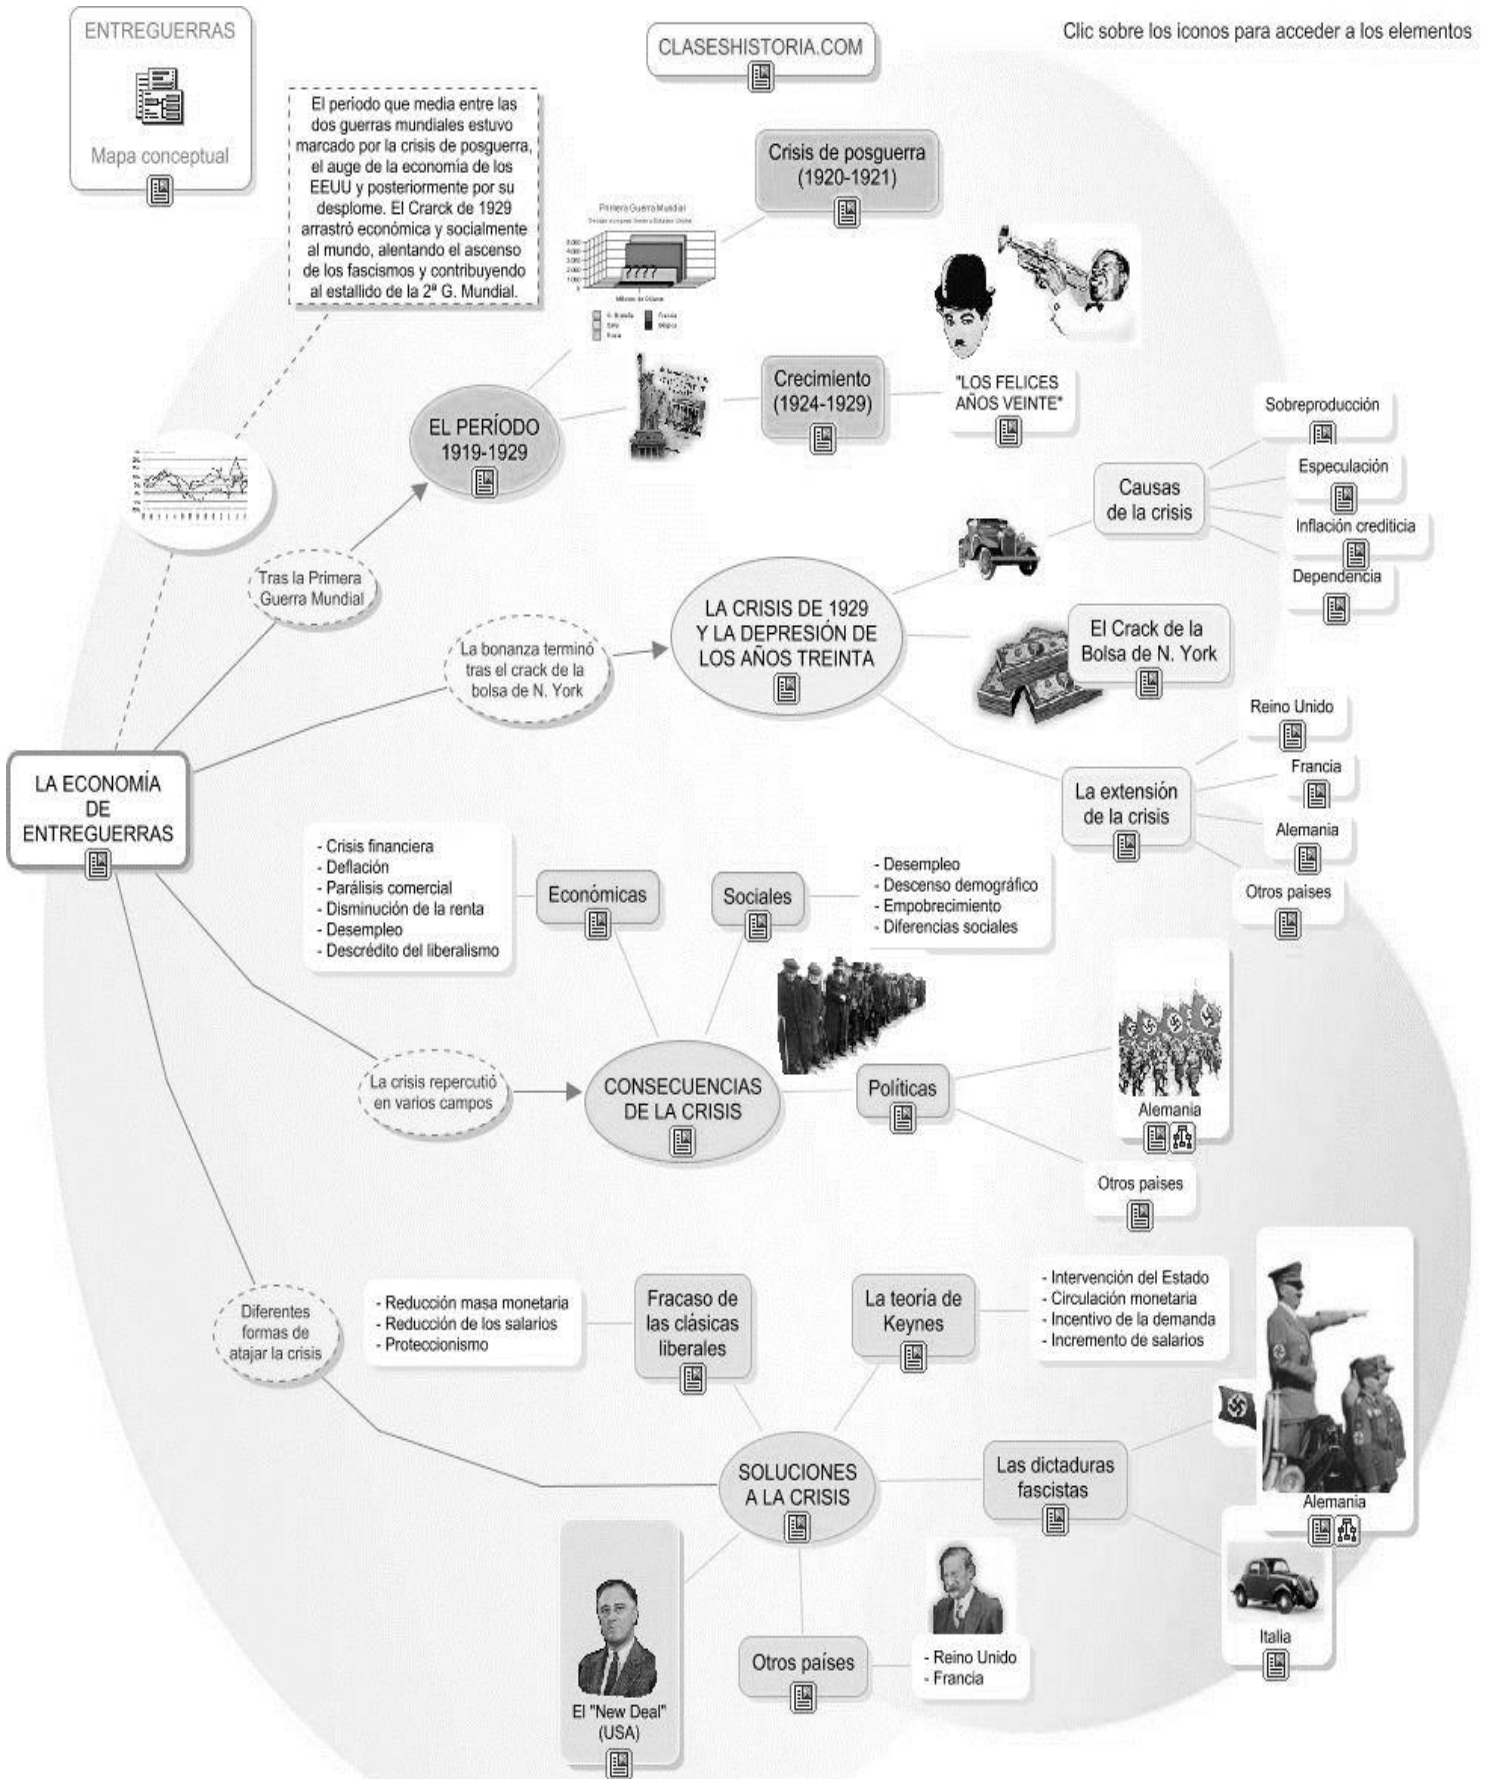 ENTREGUERRAS
Mapa conceptual
CLASESHISTORIA.COM
Clic sobre los iconos para acceder a los elementos
El periodo que media entre las
dos guerras mundiales estuvo
marcado por la crisis de posguerra,
el auge de la economía de los
EEUU y posteriormente por su
desplome. El Crarck de 1929
arrastró económica y socialmente
al mundo, alentando el ascenso
de los fascismos y contribuyendo
al estallido de la 2ª G. Mundial.
Primera Guerra Mundial
????
Crisis de posguerra
(1920-1921)
EL PERÍODO
1919-1929
Crecimiento
(1924-1929)
"LOS FELICES
AÑOS VEINTE"
Tras la Primera
Guerra Mundial
La bonanza terminó
tras el crack de la
bolsa de N. York
LA CRISIS DE 1929
Y LA DEPRESIÓN DE
LOS AÑOS TREINTA
Causas
de la crisis
Sobreproducción
Especulación
Inflación crediticia
Dependencia
El Crack de la
Bolsa de N. York
La extensión
de la crisis
Reino Unido
Francia
Alemania
Otros paises
LA ECONOMÍA
DE
ENTREGUERRAS
- Crisis financiera
- Deflación
- Parálisis comercial
- Disminución de la renta
- Desempleo
- Descrédito del liberalismo
Económicas
Sociales
- Desempleo
- Descenso demográfico
- Empobrecimiento
- Diferencias sociales
La crisis repercutió
en varios campos
CONSECUENCIAS
DE LA CRISIS
Políticas
Alemania
Otros paises
Diferentes
formas de
atajar la crisis
- Reducción masa monetaria
- Reducción de los salarios
- Proteccionismo
Fracaso de
las clásicas
liberales
La teoría de
Keynes
- Intervención del Estado
- Circulación monetaria
- Incentivo de la demanda
- Incremento de salarios
SOLUCIONES
A LA CRISIS
Las dictaduras
fascistas
Alemania
Italia
El "New Deal"
(USA)
Otros países
- Reino Unido
- Francia